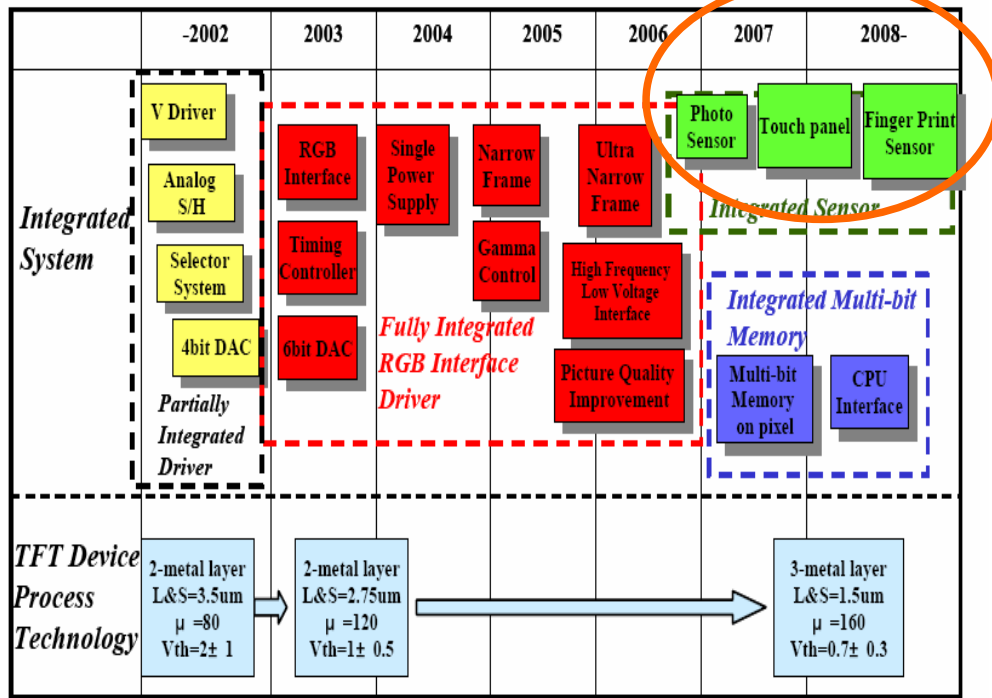 -2002
2003
2004
2005
2006
2007
2008-
Integrated
System
V Driver
Analog
S/H
Selector
System
4bit DAC
Partially
Integrated
Driver
RGB
Interface
Timing
Controller
6bit DAC
Single
Power
Supply
Narrow
Frame
Gamma
Control
Ultra
Narrow
Frame
High Frequency
Low Voltage
Interface
Picture Quality
Improvement
Fully Integrated
RGB Interface
Driver
Photo
Sensor
Touch panel
Finger Print
Sensor
Integrated Sensor
Integrated Multi-bit
Memory
Multi-bit
Memory
on pixel
CPU
Interface
TFT Device
Process
Technology
2-metal layer
L&S=3.5um
μ =80
Vth=2± 1
2-metal layer
L&S=2.75um
μ =120
Vth=1± 0.5
3-metal layer
L&S=1.5um
μ =160
Vth=0.7± 0.3